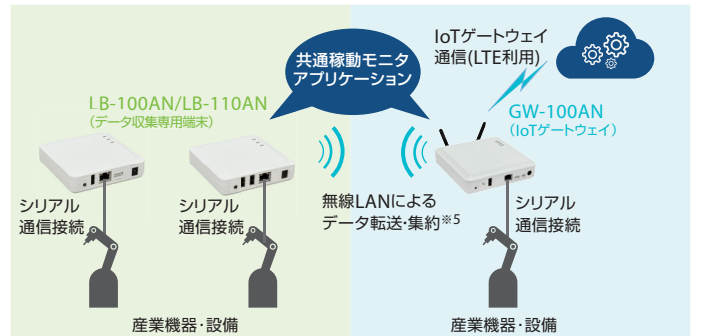 共通稼動モニタ
アプリケーション
IoTゲートウェイ
通信(LTE利用)
LB-100AN/LB-110AN
(データ収集専用端末)
GW-100AN
(IoTゲートウェイ)
シリアル
通信接続
シリアル
通信接続
無線LANによる
データ転送・集約※5
シリアル
通信接続
産業機器・設備
産業機器・設備